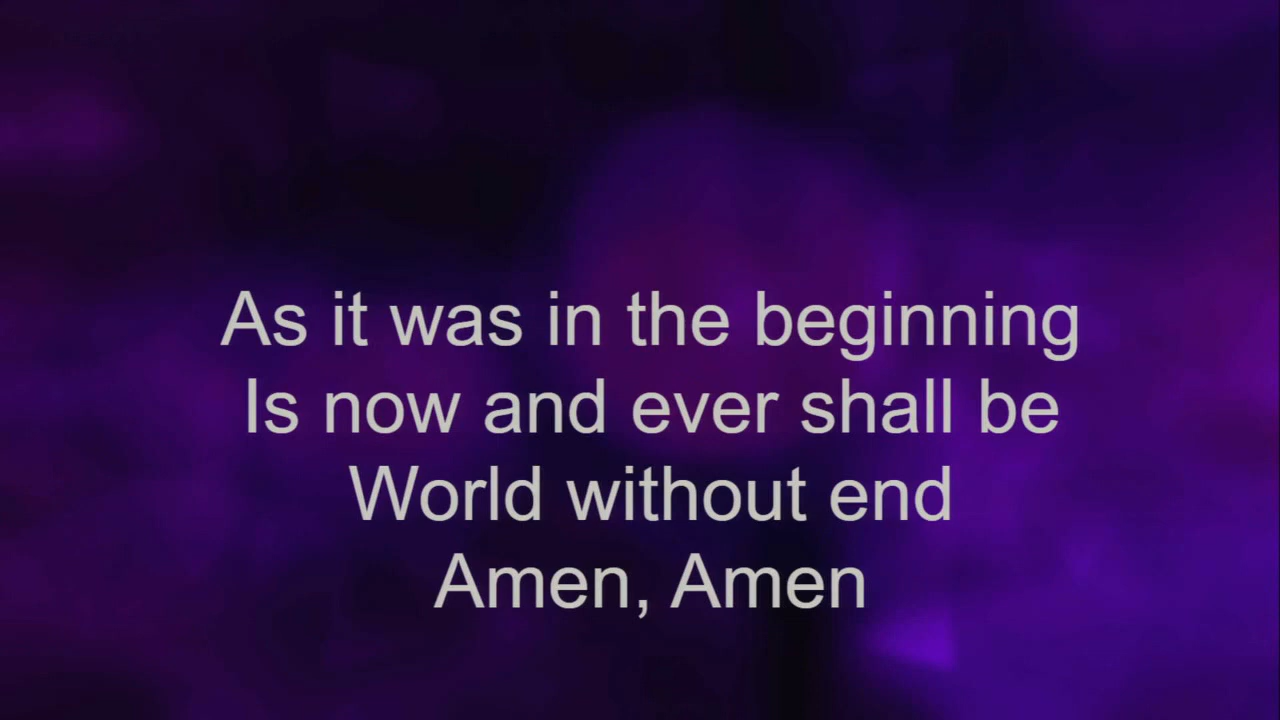 As it was in the beginning
Is now and ever shall be
World without end
Amen, Amen